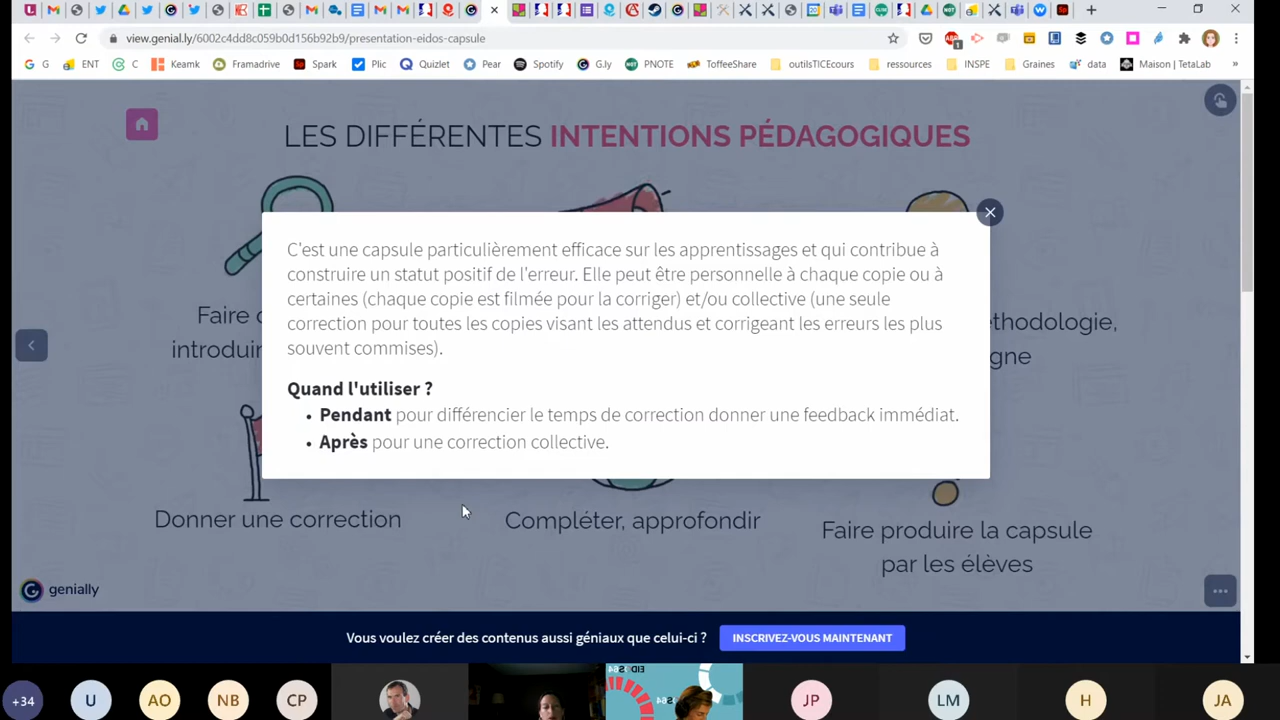 view.genial.ly/6002c4dd8c059b0d156b92b9/presentation-eidos-capsule
G
ENT
C
Keamk
Framadrive
Spark
Plic
Quizlet
Pear
Spotify
G.ly
PNOTE
ToffeeShare
outilsTICEcours
ressources
INSPE
Graines
data
Maison | TetaLab
LES DIFFÉRENTES INTENTIONS PÉDAGOGIQUES
C'est une capsule particulièrement efficace sur les apprentissages et qui contribue à
construire un statut positif de l'erreur. Elle peut être personnelle à chaque copie ou à
certaines (chaque copie est filmée pour la corriger) et/ou collective (une seule
correction pour toutes les copies visant les attendus et corrigeant les erreurs les plus
souvent commises).
Quand l'utiliser ?
• Pendant pour différencier le temps de correction donner une feedback immédiat.
• Après pour une correction collective.
Faire
introduir
thodologie,
gne
Donner une correction
Compléter, approfondir
Faire produire la capsule
par les élèves
genially
Vous voulez créer des contenus aussi géniaux que celui-ci ?
INSCRIVEZ-VOUS MAINTENANT
+34
U
AO
NB
CP
JP
LM
H
JA